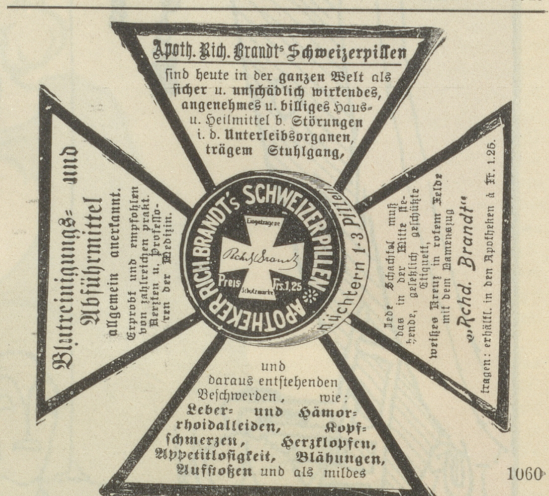 Apoth. Rich. Brandt's Schweizerpillen
sind heute in der ganzen Welt als
sicher u. unschädlich wirkendes,
angenehmes u. billiges Haus-
u. Heilmittel b. Störungen
i. d. Unterleibsorganen,
trägem Stuhlgang,
und
daraus entstehenden
Beschwerden, wie:
Leber- und Hämor-
rhoidalleiden, Kopf-
schmerzen, Herzklopfen,
Appetitlosigkeit, Blähungen,
Aufstoßen und als mildes
Blutreinigungs- und
Abführmittel
allgemein anerkannt.
Erprobt und empfohlen
von zahlreichen prakt.
Aerzten u. Professo-
ren der Medizin.
Jede Schachtel muß
das in der Mitte ste-
hende, gesetzlich geschützte
Etiquett,
weißes Kreuz in rotem Felde
mit dem Namenszug
„Rchd. Brandt"
tragen: erhältl. in den Apotheken à Fr. 1.25.
APOTHEKER RICH. BRANDT's SCHWEIZER PILLEN
Rich. Brandt
Preis Frs. 1,25
nüchtern 1-3 Pillen
1060